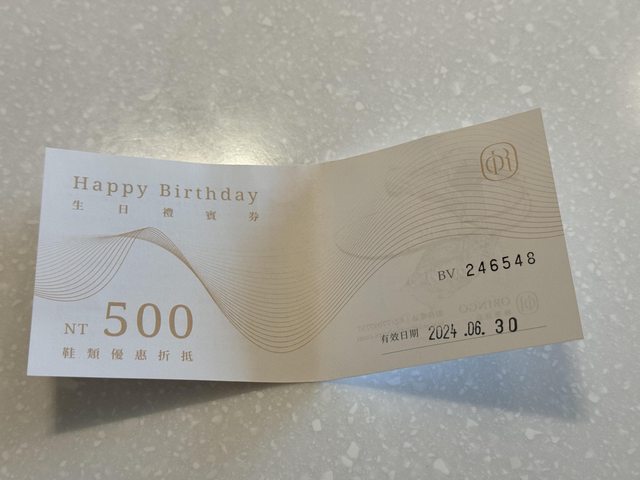 Happy Birthday
生日禮賓券
NT 500
鞋類優惠折抵
BV 246548
有效日期 2024.06.30